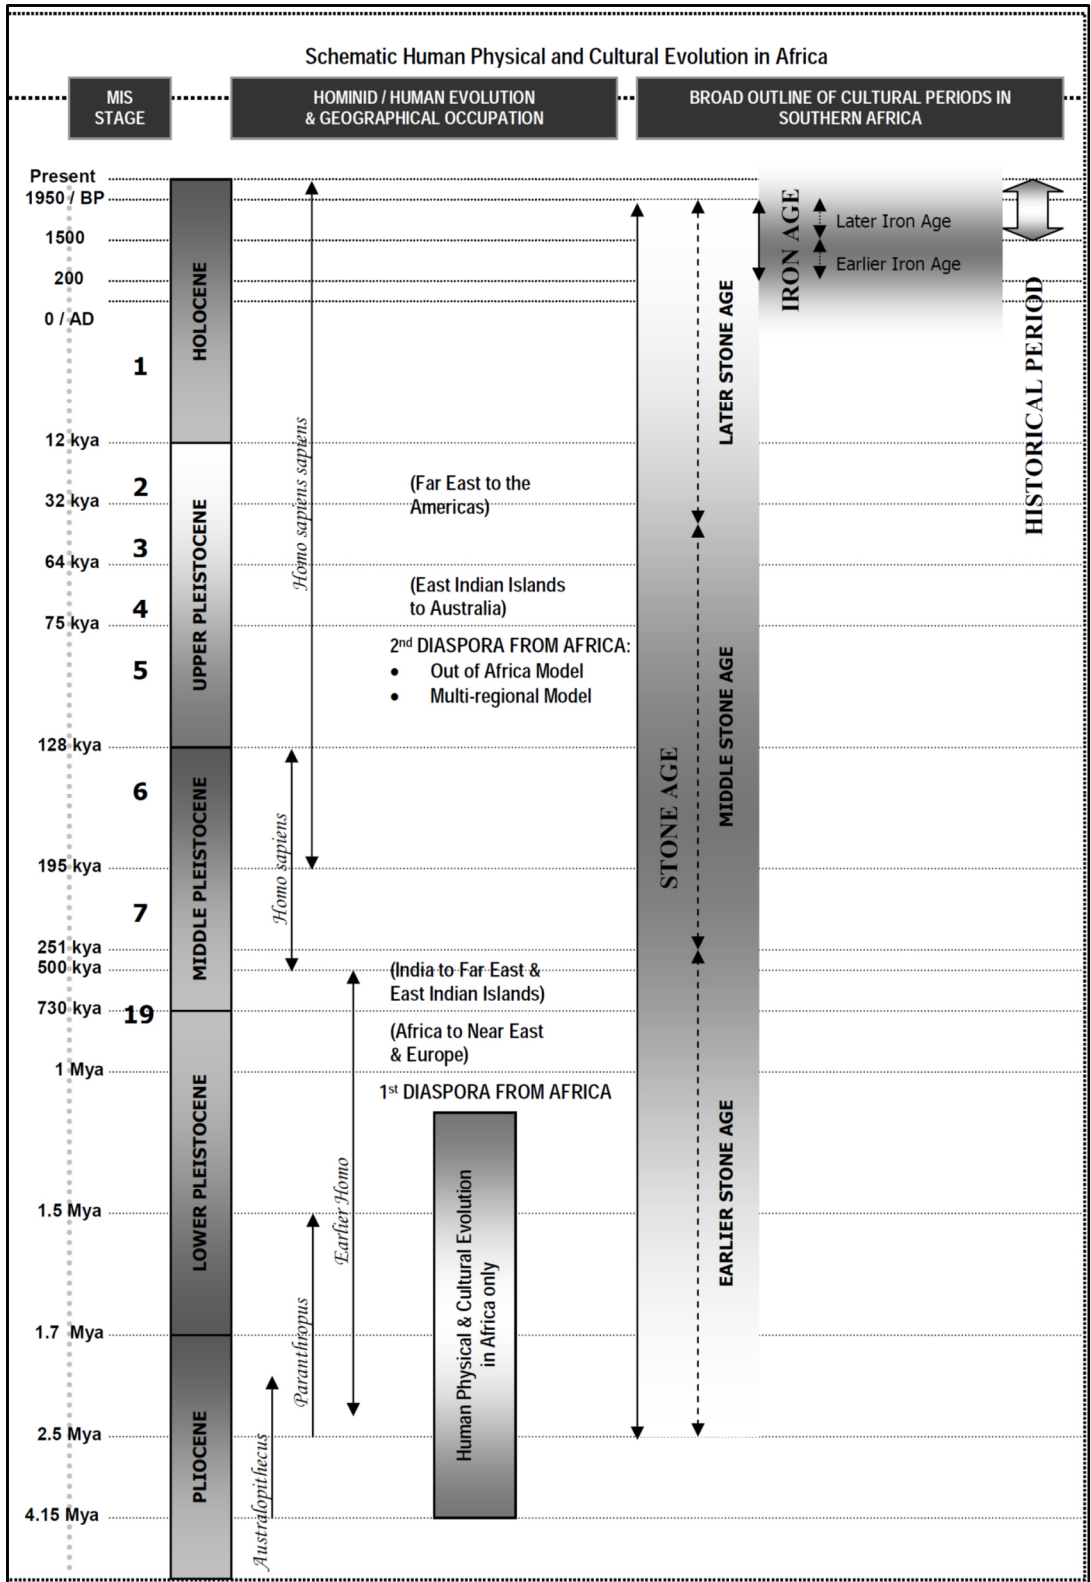 Schematic Human Physical and Cultural Evolution in Africa
MIS
STAGE
HOMINID / HUMAN EVOLUTION
& GEOGRAPHICAL OCCUPATION
BROAD OUTLINE OF CULTURAL PERIODS IN
SOUTHERN AFRICA
Present
1950 / BP
1500
200
0 / AD
12 kya
32 kya
64 kya
75 kya
128 kya
195 kya
251 kya
500 kya
730 kya
1 Mya
1.5 Mya
1.7 Mya
2.5 Mya
4.15 Mya
1
2
3
4
5
6
7
19
HOLOCENE
UPPER PLEISTOCENE
MIDDLE PLEISTOCENE
LOWER PLEISTOCENE
PLIOCENE
Homo sapiens sapiens
Homo sapiens
Earlier Homo
Paranthropus
Australopithecus
(Far East to the
Americas)
(East Indian Islands
to Australia)
2nd DIASPORA FROM AFRICA:
• Out of Africa Model
• Multi-regional Model
(India to Far East &
East Indian Islands)
(Africa to Near East
& Europe)
1st DIASPORA FROM AFRICA
Human Physical & Cultural Evolution
in Africa only
STONE AGE
LATER STONE AGE
MIDDLE STONE AGE
EARLIER STONE AGE
IRON AGE
Later Iron Age
Earlier Iron Age
HISTORICAL PERIOD